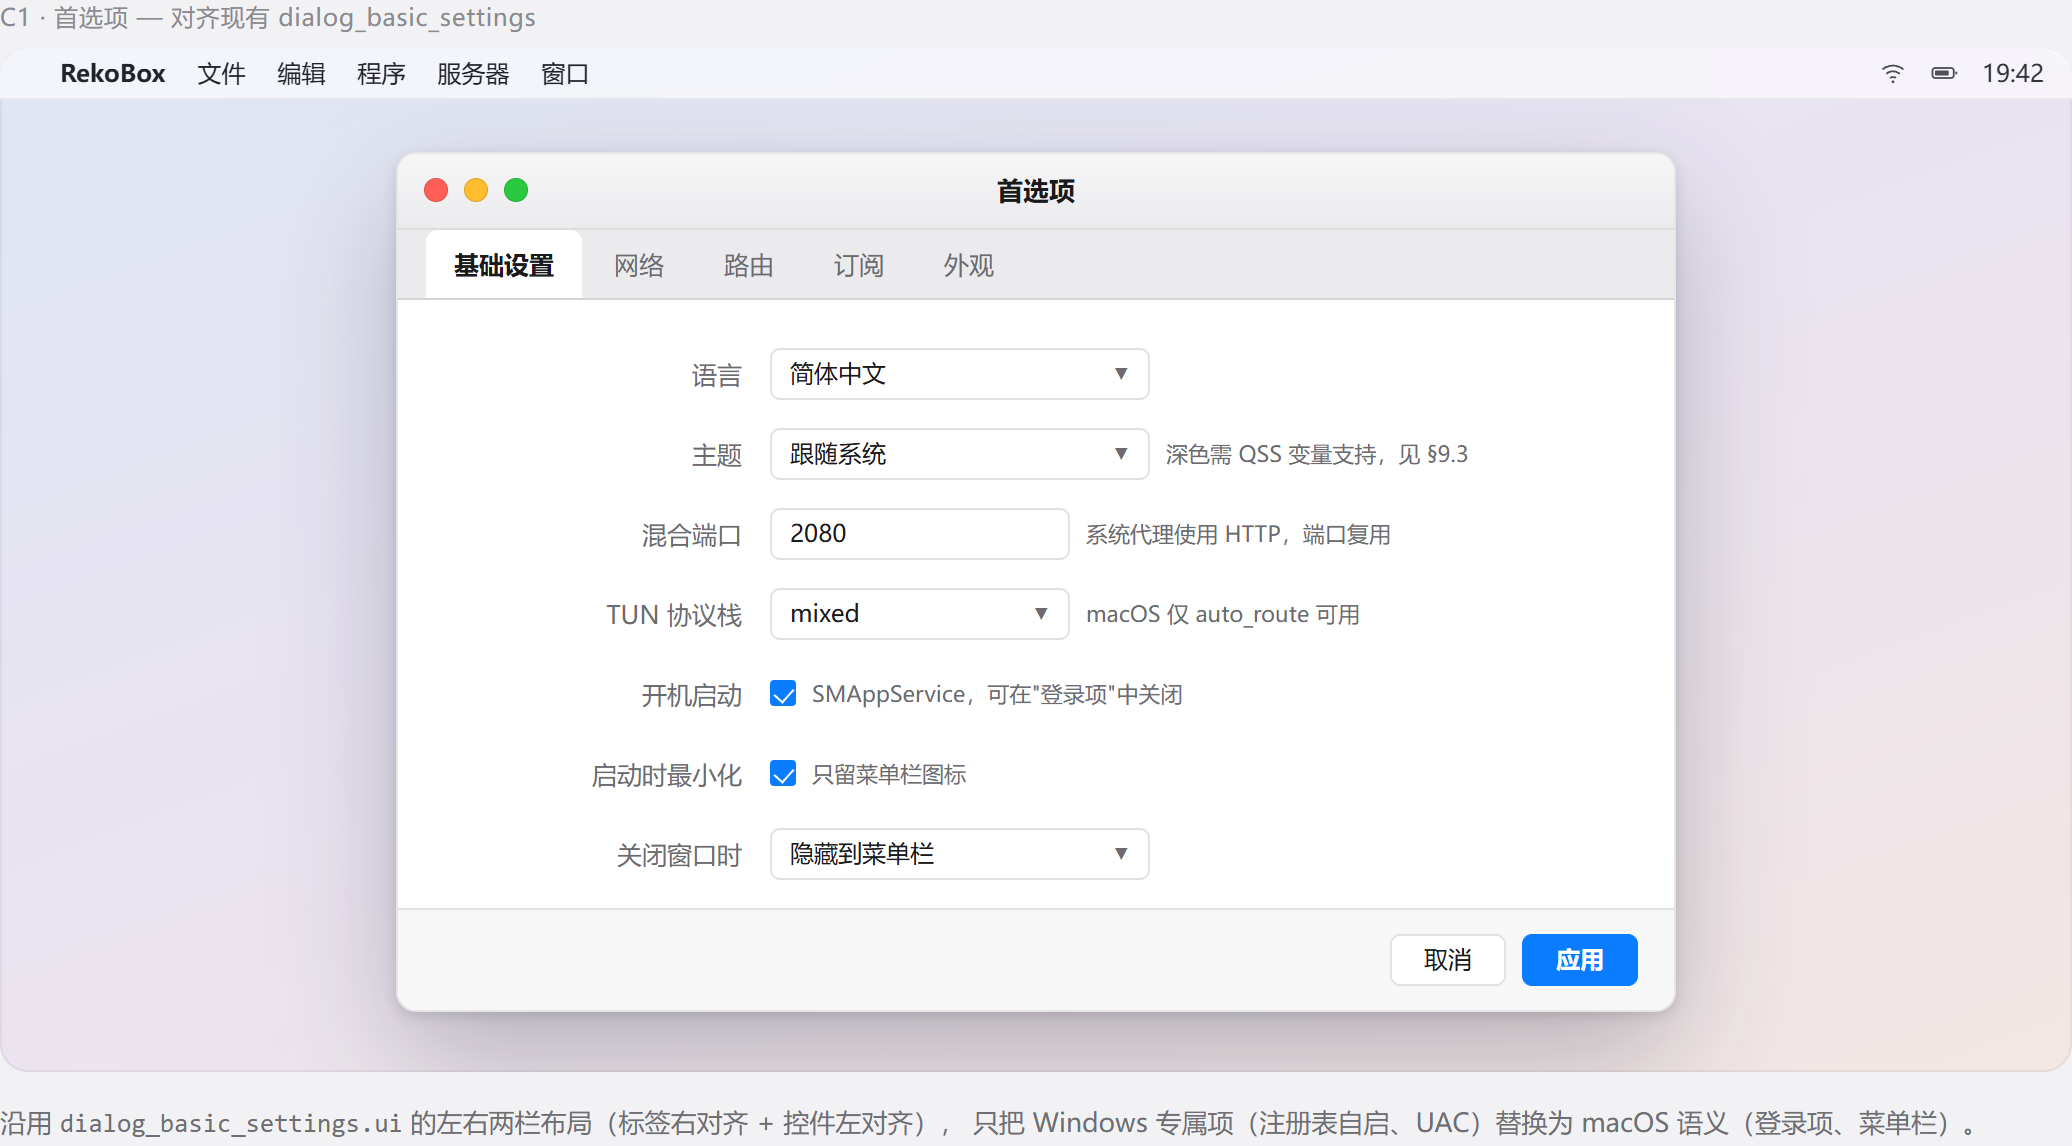 C1 · 首选项 — 对齐现有 dialog_basic_settings
RekoBox 文件 编辑 程序 服务器 窗口 19:42
首选项
基础设置 网络 路由 订阅 外观
语言 简体中文 ▼
主题 跟随系统 ▼ 深色需 QSS 变量支持，见 §9.3
混合端口 2080 系统代理使用 HTTP，端口复用
TUN 协议栈 mixed ▼ macOS 仅 auto_route 可用
开机启动 SMAppService，可在"登录项"中关闭
启动时最小化 只留菜单栏图标
关闭窗口时 隐藏到菜单栏 ▼
取消 应用
沿用 dialog_basic_settings.ui 的左右两栏布局（标签右对齐 + 控件左对齐）， 只把 Windows 专属项（注册表自启、UAC）替换为 macOS 语义（登录项、菜单栏）。